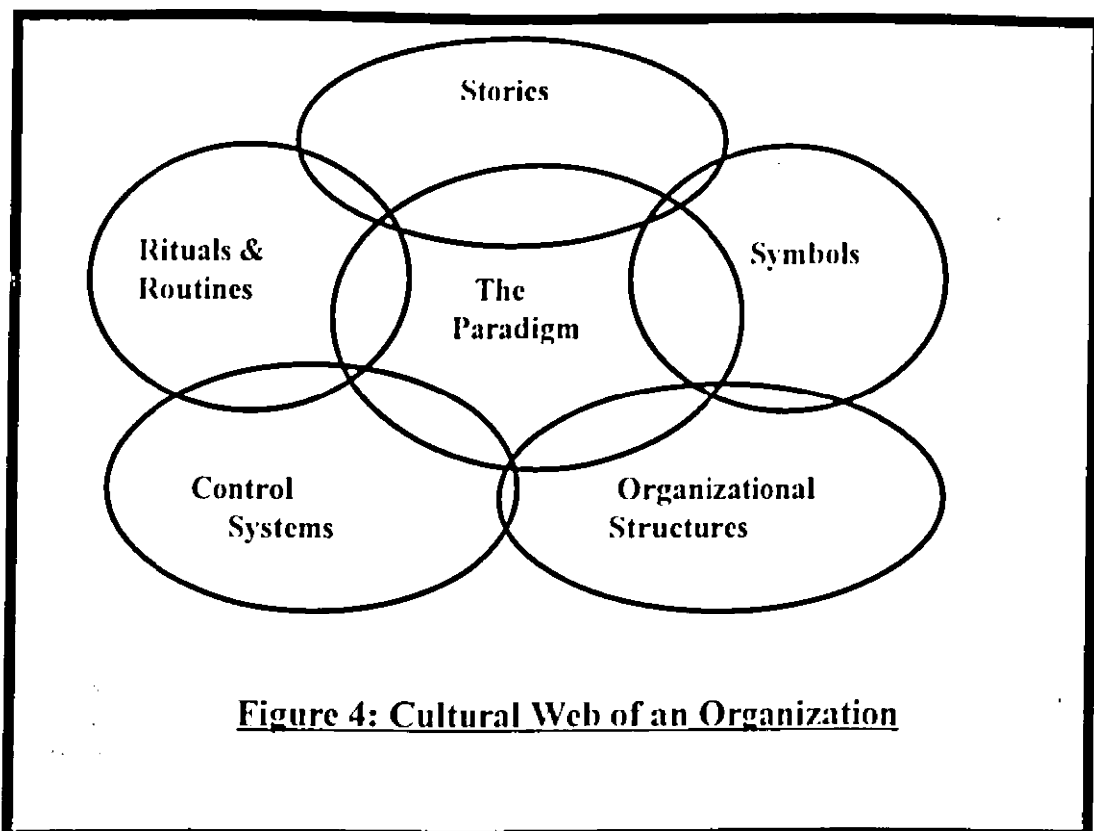 Stories
Rituals &
Routines
Symbols
The
Paradigm
Control
Systems
Organizational
Structures
Figure 4: Cultural Web of an Organization